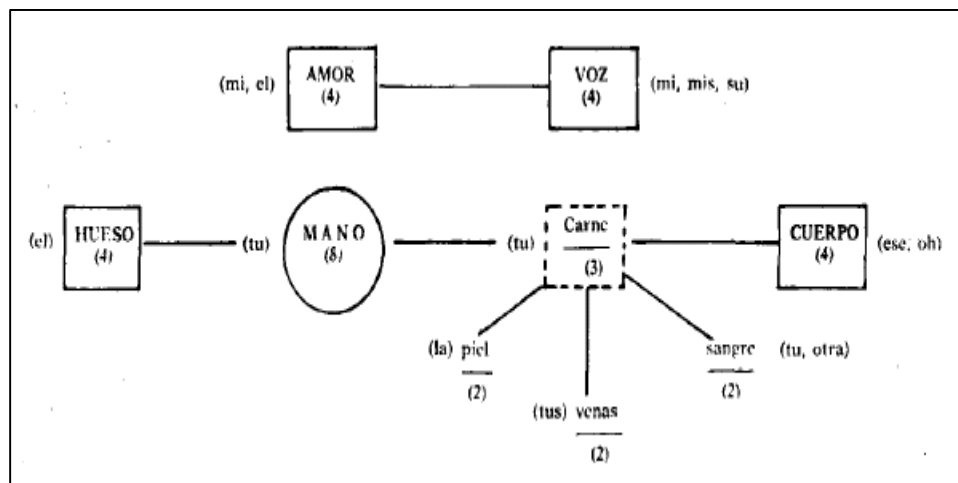 (mi, el) AMOR (4) VOZ (4) (mi, mis, su)
(el) HUESO (4) (tu) MANO (8) (tu) Carne (3) CUERPO (4) (ese, oh)
(la) piel (2) sangre (2) (tu, otra)
(tus) venas (2)